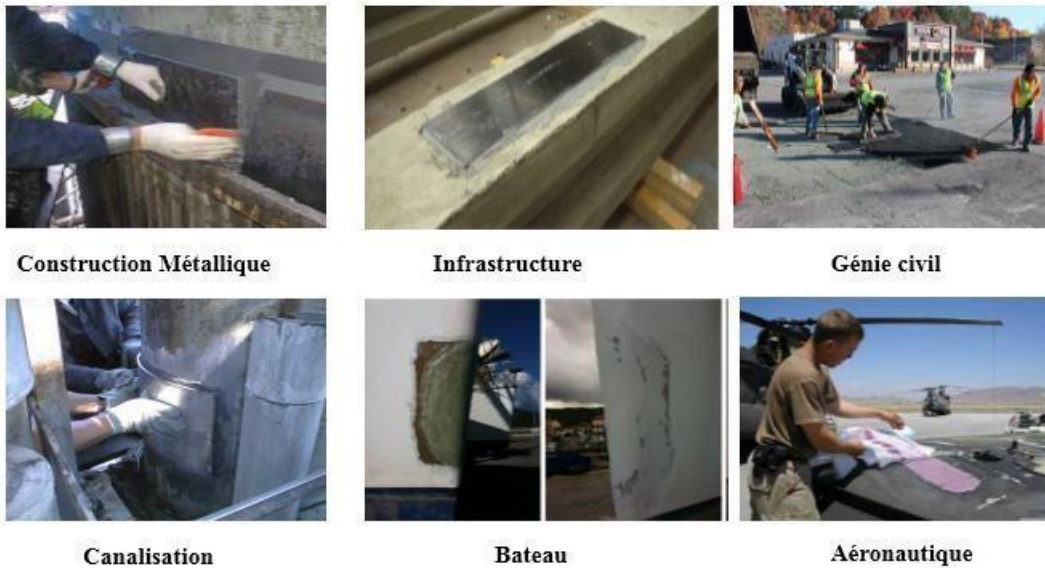 Construction Métallique
Infrastructure
Génie civil
Canalisation
Bateau
Aéronautique